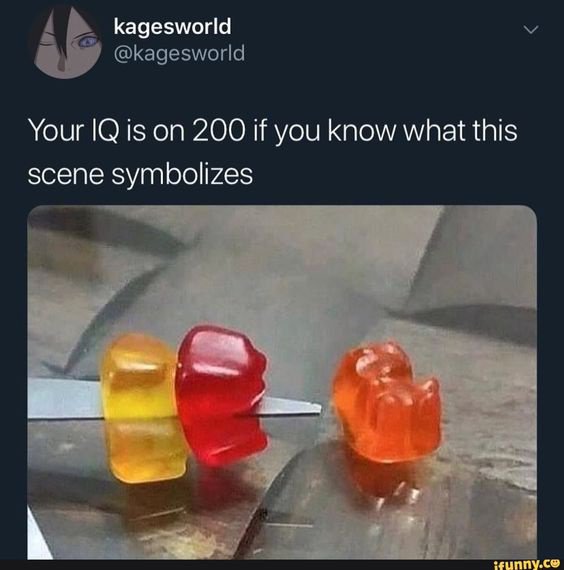 kagesworld
@kagesworld
Your IQ is on 200 if you know what this
scene symbolizes
ifunny.co